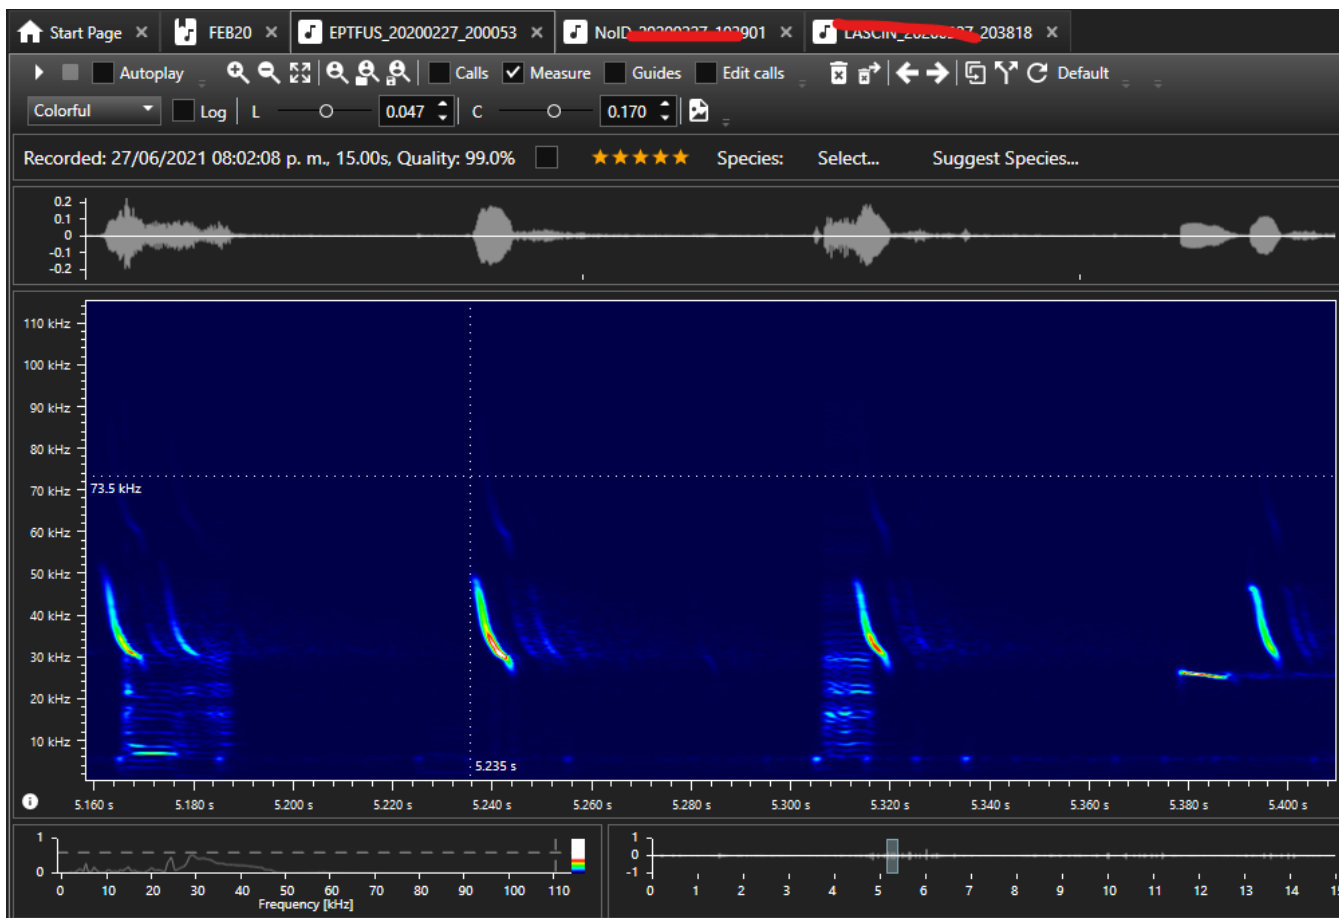 Start Page × FEB20 × EPTFUS_20200227_200053 × NoID 901 × LASCIN_ 203818 ×
Autoplay Calls Measure Guides Edit calls Default
Colorful Log L 0.047 C 0.170
Recorded: 27/06/2021 08:02:08 p. m., 15.00s, Quality: 99.0% ★★★★★ Species: Select... Suggest Species...
0.2
0.1
0
-0.1
-0.2
110 kHz
100 kHz
90 kHz
80 kHz
73.5 kHz
70 kHz
60 kHz
50 kHz
40 kHz
30 kHz
20 kHz
10 kHz
5.235 s
5.160 s 5.180 s 5.200 s 5.220 s 5.240 s 5.260 s 5.280 s 5.300 s 5.320 s 5.340 s 5.360 s 5.380 s 5.400 s
1
0
0 10 20 30 40 50 60 70 80 90 100 110
Frequency [kHz]
1
0
-1
0 1 2 3 4 5 6 7 8 9 10 11 12 13 14